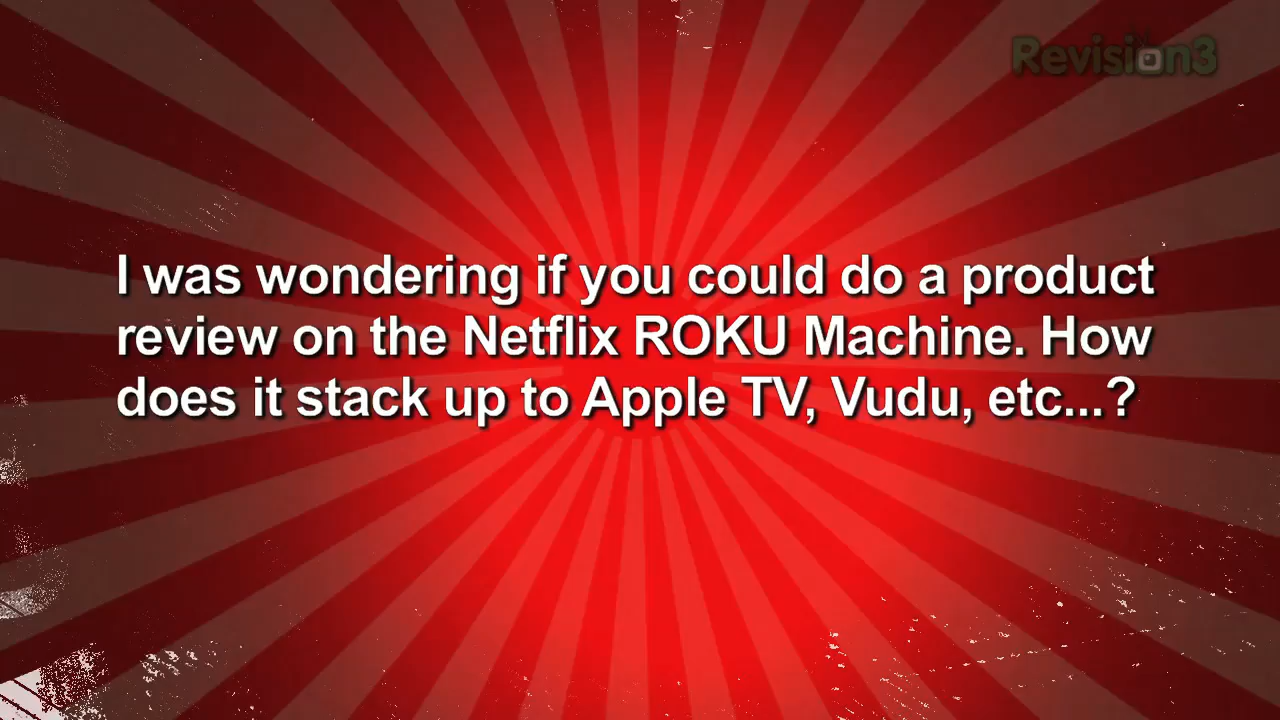 Revision3
I was wondering if you could do a product
review on the Netflix ROKU Machine. How
does it stack up to Apple TV, Vudu, etc...?